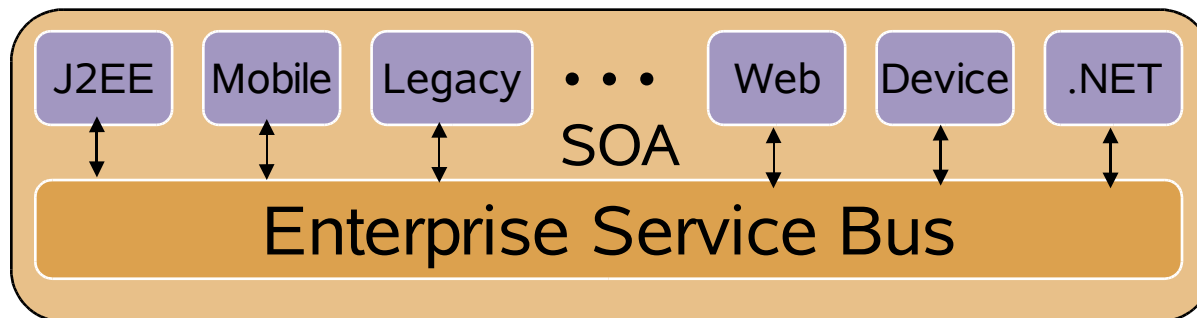 J2EE Mobile Legacy • • • Web Device .NET
SOA
Enterprise Service Bus